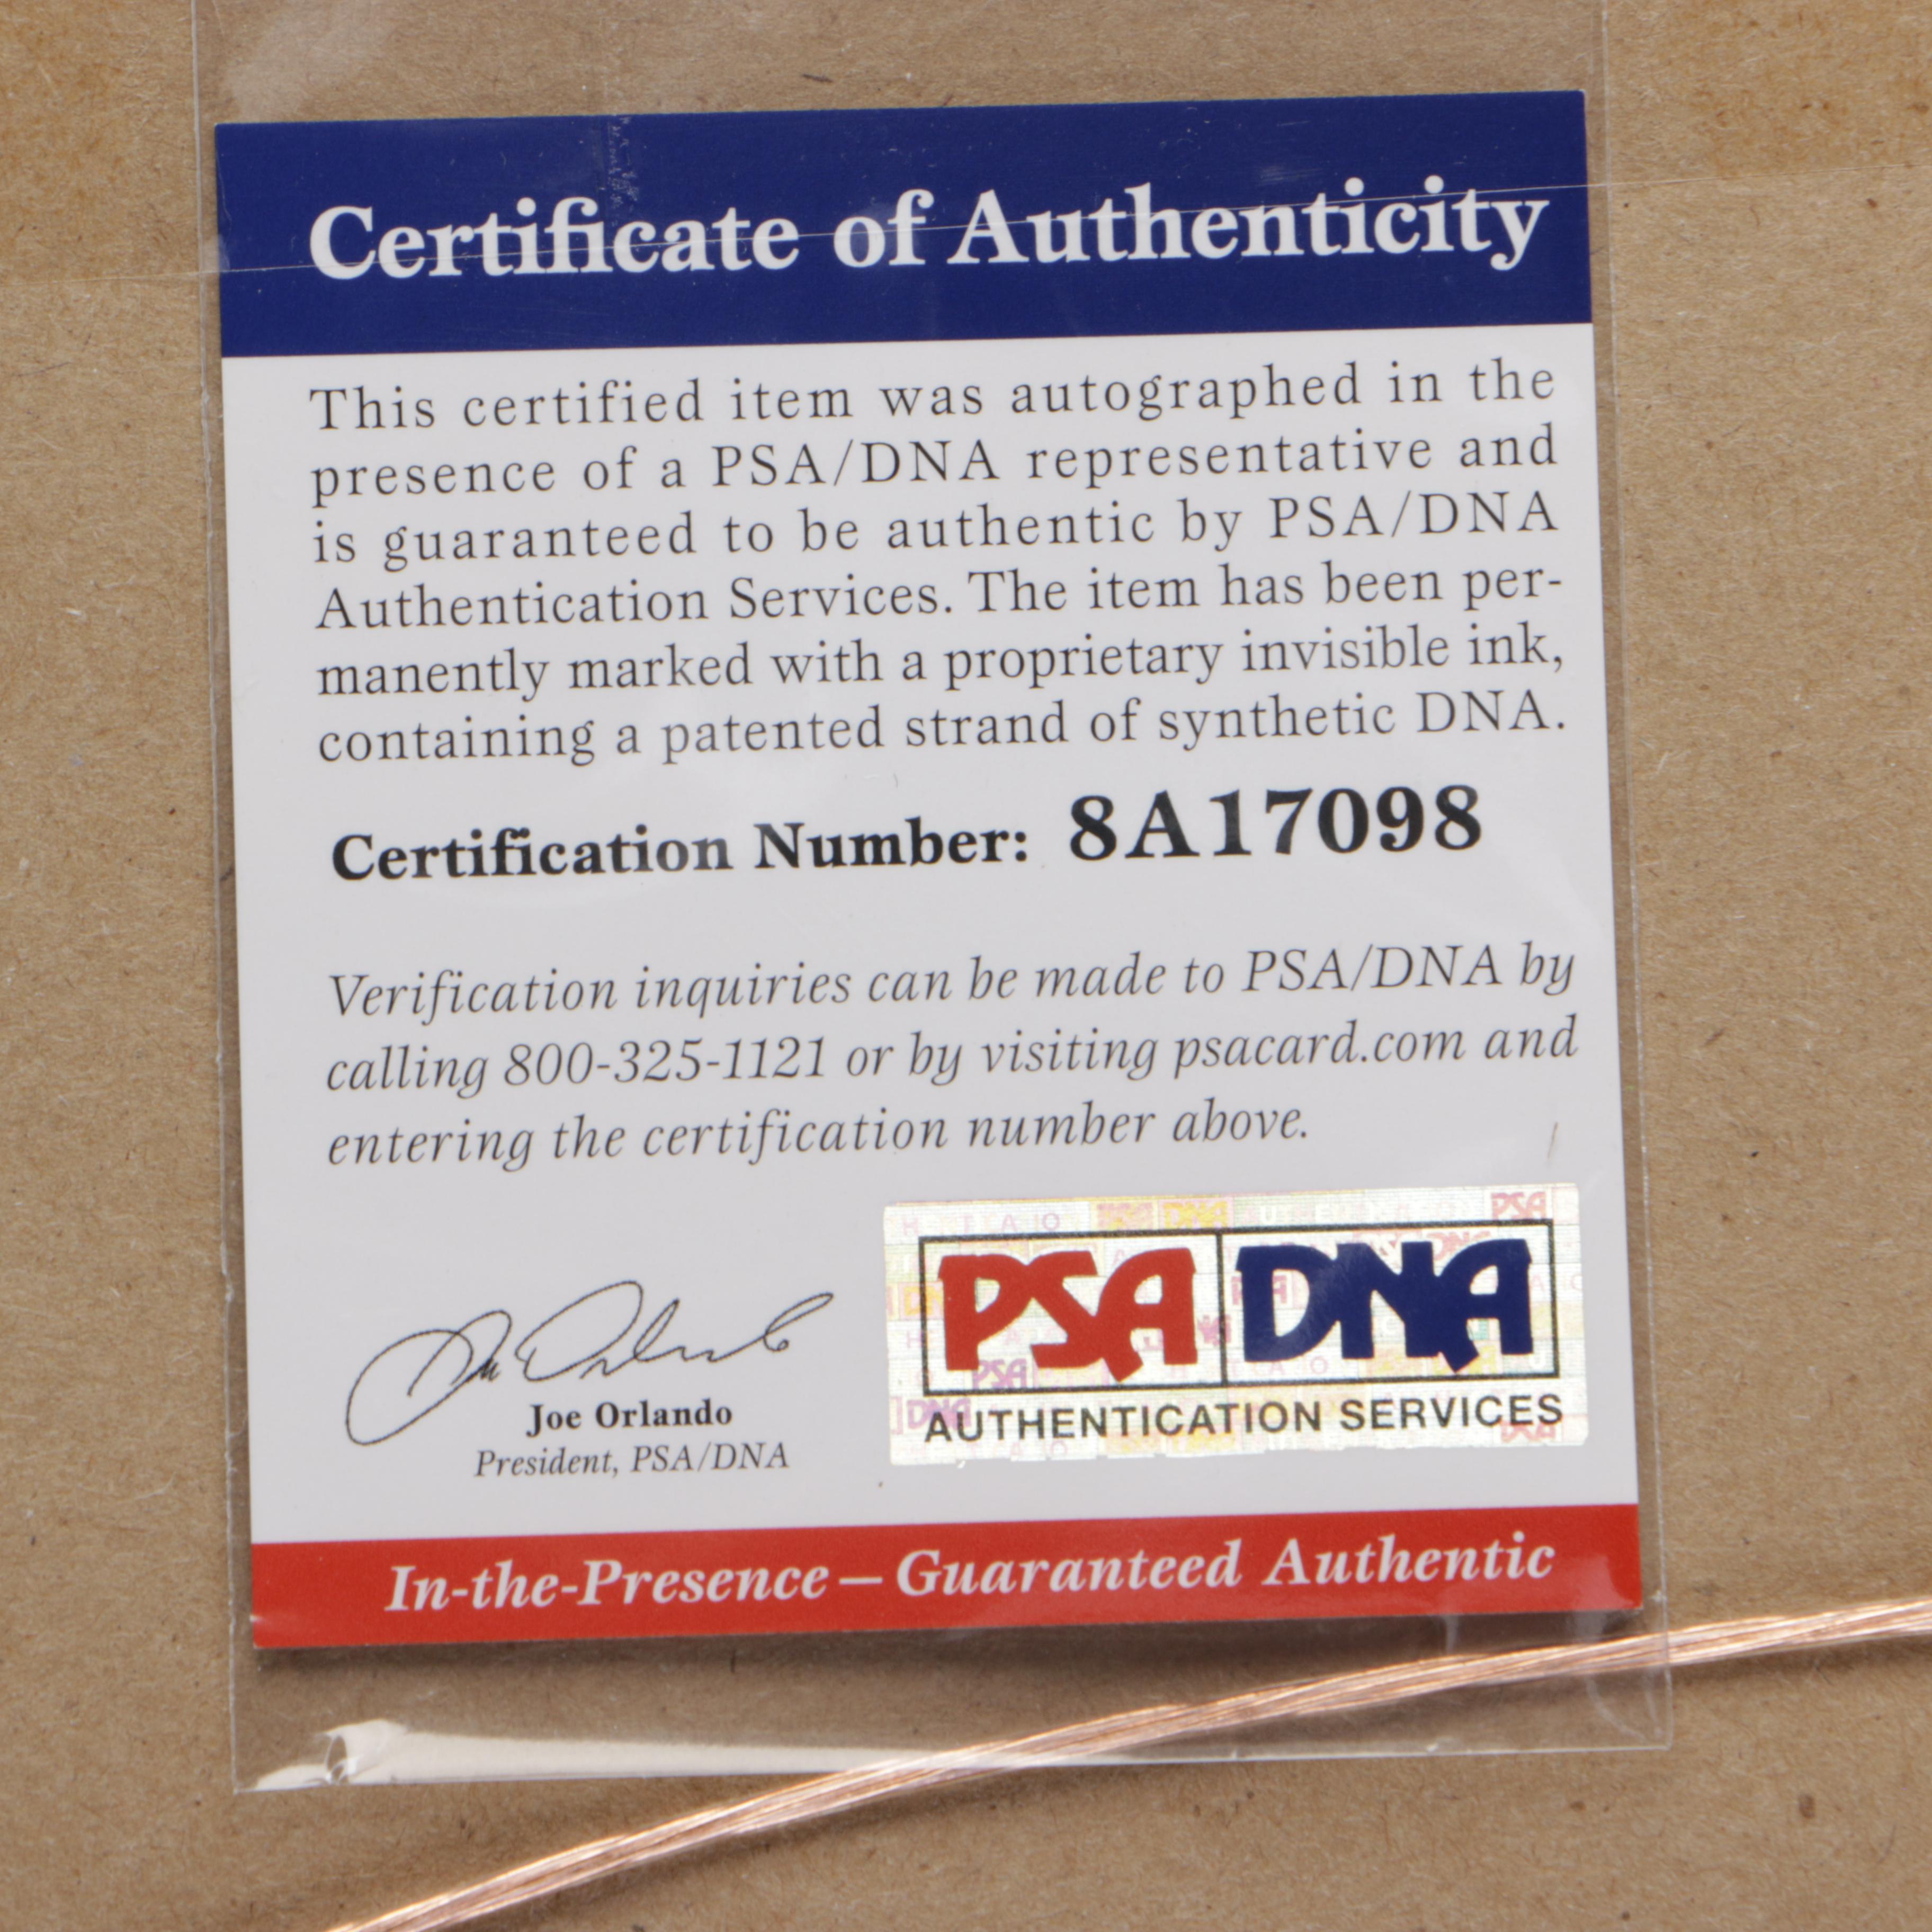 Certificate of Authenticity
This certified item was autographed in the
presence of a PSA/DNA representative and
is guaranteed to be authentic by PSA/DNA
Authentication Services. The item has been per-
manently marked with a proprietary invisible ink,
containing a patented strand of synthetic DNA.
Certification Number: 8A17098
Verification inquiries can be made to PSA/DNA by
calling 800-325-1121 or by visiting psacard.com and
entering the certification number above.
Joe Orlando
President, PSA/DNA
PSA DNA
AUTHENTICATION SERVICES
In-the-Presence – Guaranteed Authentic